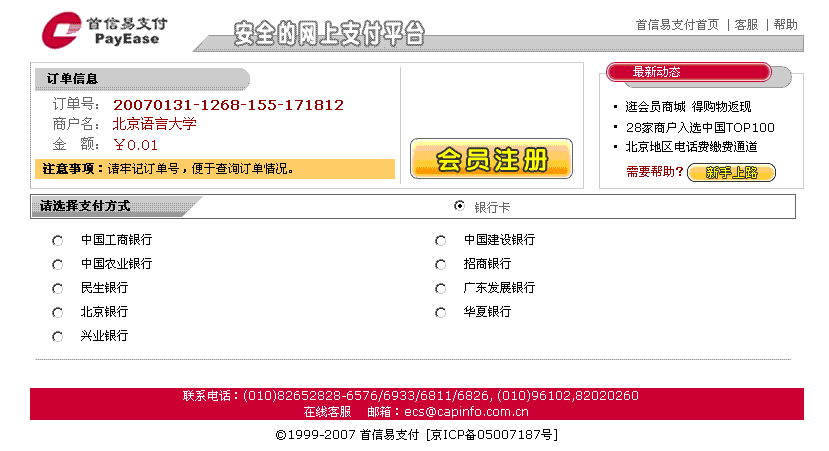 首信易支付
PayEase
安全的网上支付平台
首信易支付首页 | 客服 | 帮助
订单信息
订单号： 20070131-1268-155-171812
商户名： 北京语言大学
金 额： ￥0.01
注意事项：请牢记订单号，便于查询订单情况。
会员注册
最新动态
· 逛会员商城 得购物返现
· 28家商户入选中国TOP100
· 北京地区电话费缴费通道
需要帮助? 新手上路
请选择支付方式 银行卡
中国工商银行 中国建设银行
中国农业银行 招商银行
民生银行 广东发展银行
北京银行 华夏银行
兴业银行
联系电话：(010)82652828-6576/6933/6811/6826, (010)96102,82020260
在线客服 邮箱：ecs@capinfo.com.cn
©1999-2007 首信易支付 [京ICP备05007187号]